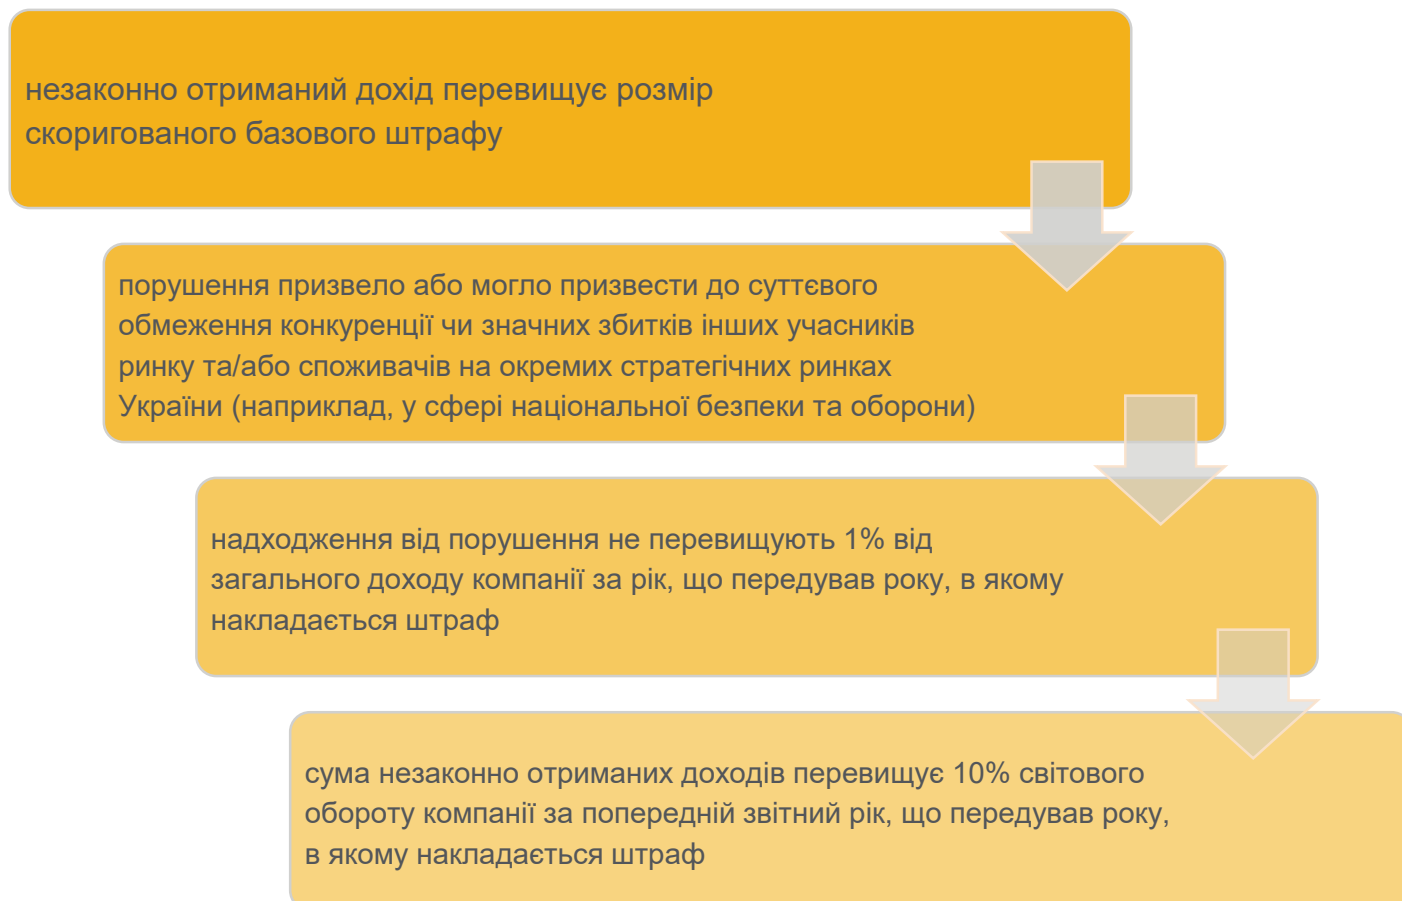 незаконно отриманий дохід перевищує розмір
скоригованого базового штрафу
порушення призвело або могло призвести до суттєвого
обмеження конкуренції чи значних збитків інших учасників
ринку та/або споживачів на окремих стратегічних ринках
України (наприклад, у сфері національної безпеки та оборони)
надходження від порушення не перевищують 1% від
загального доходу компанії за рік, що передував року, в якому
накладається штраф
сума незаконно отриманих доходів перевищує 10% світового
обороту компанії за попередній звітний рік, що передував року,
в якому накладається штраф